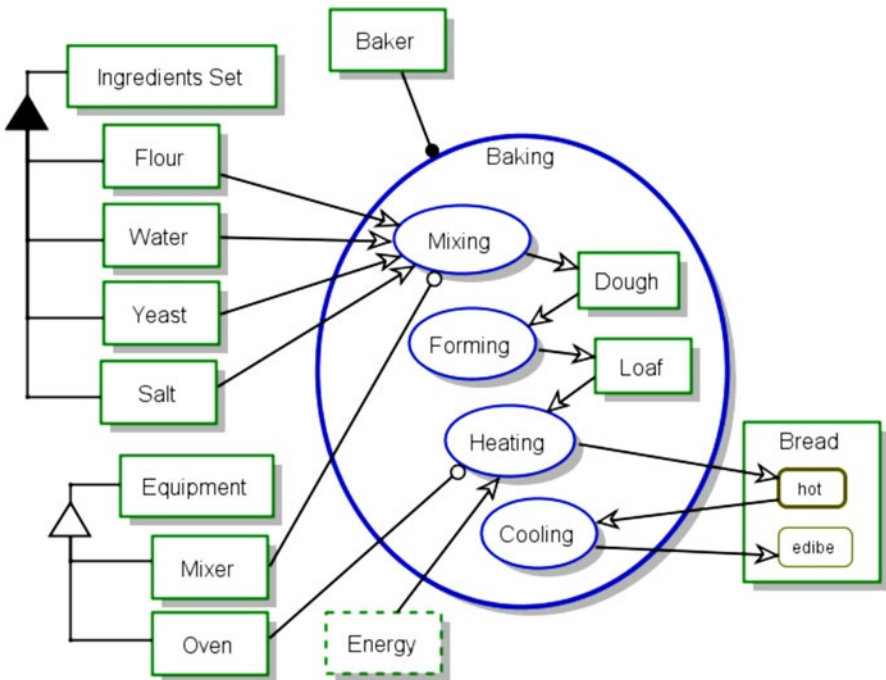 Baker
Ingredients Set
Flour
Water
Yeast
Salt
Baking
Mixing
Dough
Forming
Loaf
Heating
Cooling
Bread
hot
edibe
Equipment
Mixer
Oven
Energy